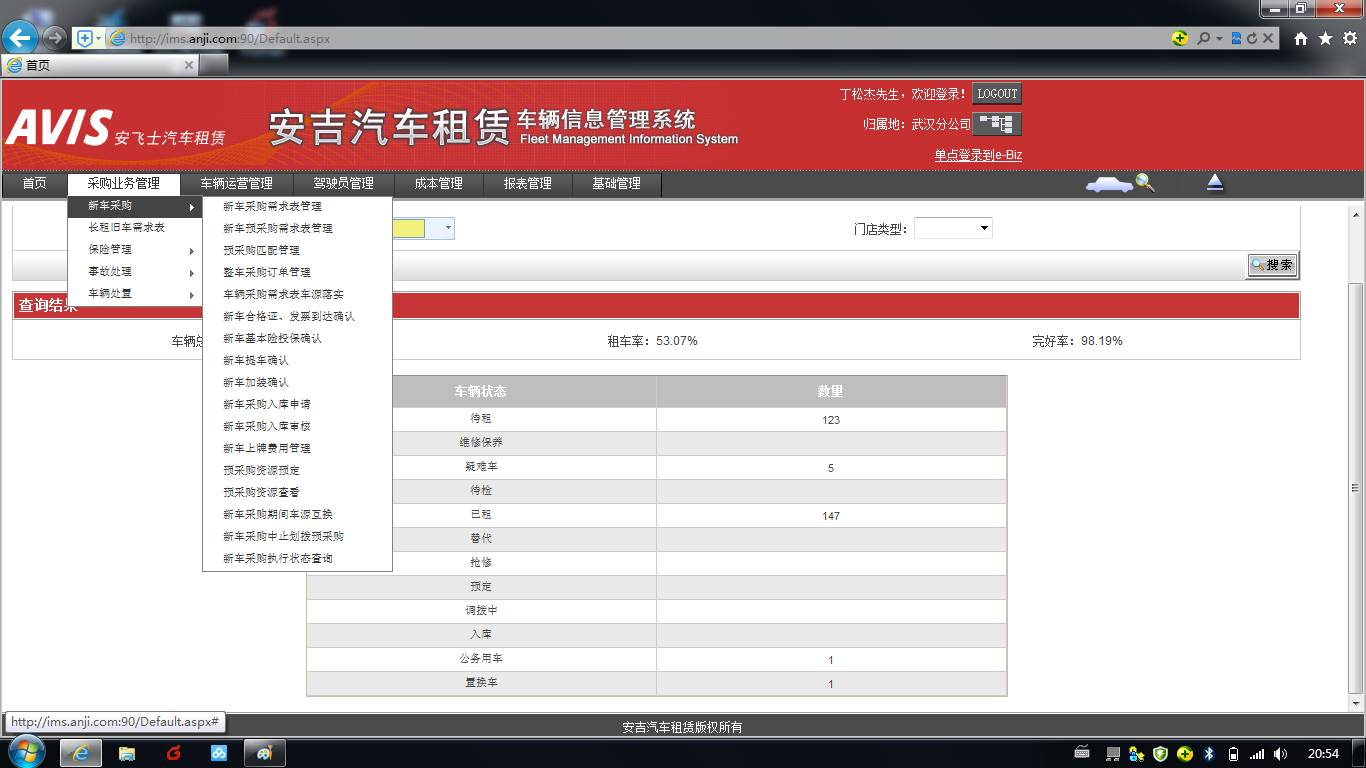 http://ims.anji.com:90/Default.aspx
首页
丁松杰先生，欢迎登录！ LOGOUT
AVIS 安飞士汽车租赁
安吉汽车租赁 车辆信息管理系统
Fleet Management Information System
归属地：武汉分公司
单点登录到e-Biz
首页 采购业务管理 车辆运营管理 驾驶员管理 成本管理 报表管理 基础管理
新车采购
长租旧车需求表
保险管理
事故处理
车辆处置
新车采购需求表管理
新车预采购需求表管理
预采购匹配管理
整车采购订单管理
车辆采购需求表车源落实
新车合格证、发票到达确认
新车基本险投保确认
新车提车确认
新车加装确认
新车采购入库申请
新车采购入库审核
新车上牌费用管理
预采购资源预定
预采购资源查看
新车采购期间车源互换
新车采购中止划拨预采购
新车采购执行状态查询
门店类型：
搜索
查询结果
车辆总
租车率：53.07%
完好率：98.19%
车辆状态 数量
待租 123
维修保养
疑难车 5
待检
已租 147
替代
抢修
预定
调拨中
入库
公务用车 1
置换车 1
http://ims.anji.com:90/Default.aspx#
安吉汽车租赁版权所有
20:54